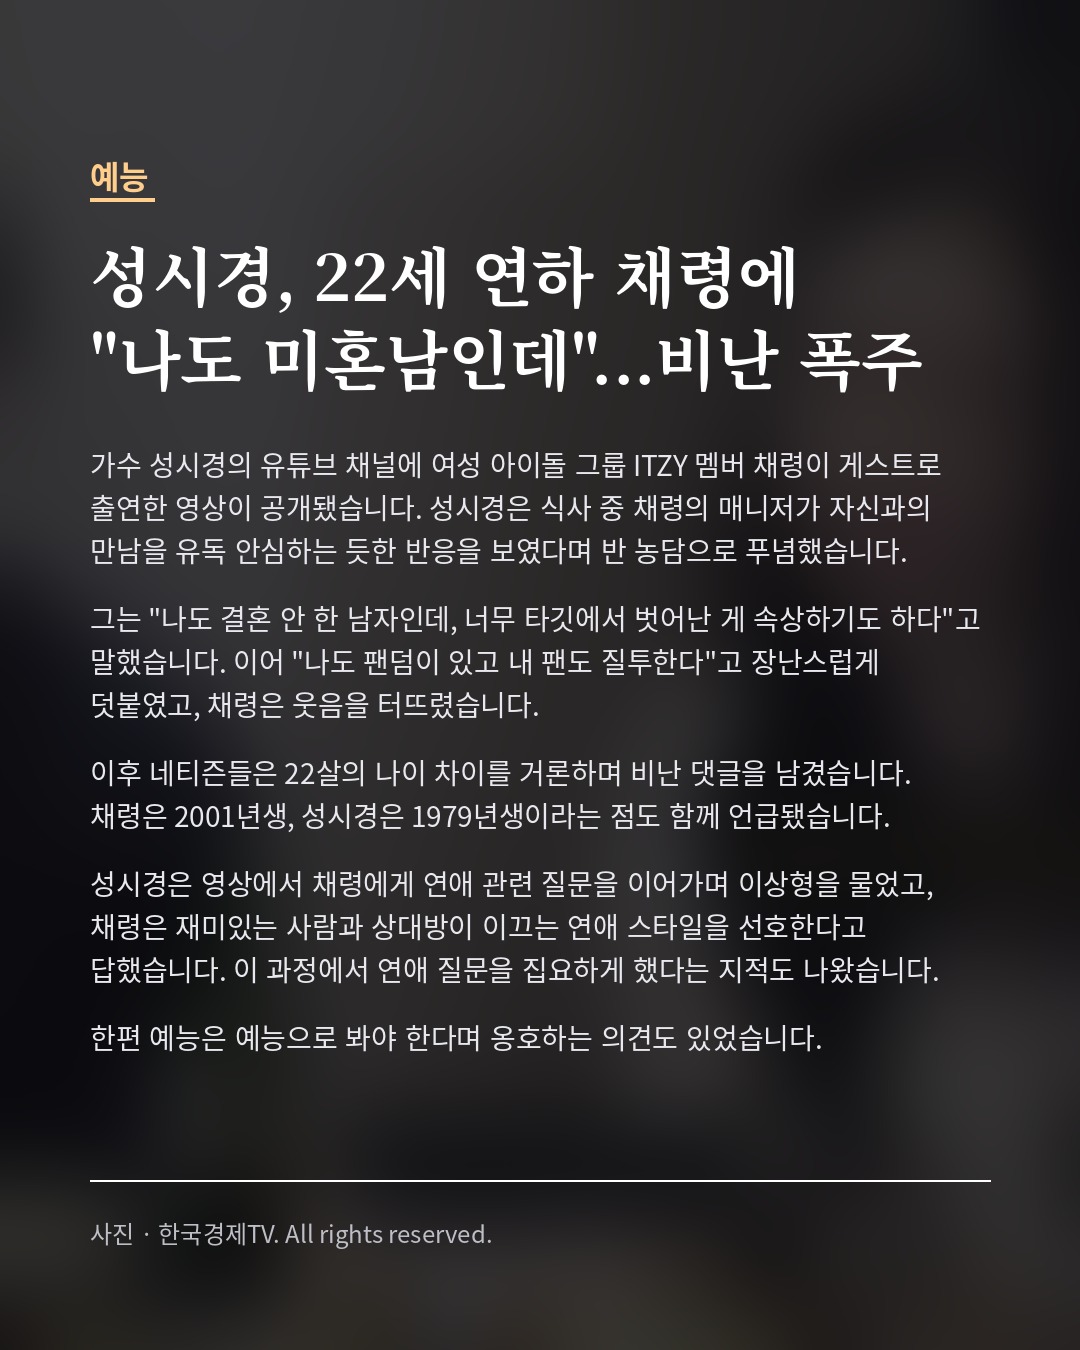 예능
성시경, 22세 연하 채령에
"나도 미혼남인데"...비난 폭주
가수 성시경의 유튜브 채널에 여성 아이돌 그룹 ITZY 멤버 채령이 게스트로
출연한 영상이 공개됐습니다. 성시경은 식사 중 채령의 매니저가 자신과의
만남을 유독 안심하는 듯한 반응을 보였다며 반 농담으로 푸념했습니다.
그는 "나도 결혼 안 한 남자인데, 너무 타깃에서 벗어난 게 속상하기도 하다"고
말했습니다. 이어 "나도 팬덤이 있고 내 팬도 질투한다"고 장난스럽게
덧붙였고, 채령은 웃음을 터뜨렸습니다.
이후 네티즌들은 22살의 나이 차이를 거론하며 비난 댓글을 남겼습니다.
채령은 2001년생, 성시경은 1979년생이라는 점도 함께 언급됐습니다.
성시경은 영상에서 채령에게 연애 관련 질문을 이어가며 이상형을 물었고,
채령은 재미있는 사람과 상대방이 이끄는 연애 스타일을 선호한다고
답했습니다. 이 과정에서 연애 질문을 집요하게 했다는 지적도 나왔습니다.
한편 예능은 예능으로 봐야 한다며 옹호하는 의견도 있었습니다.
사진 · 한국경제TV. All rights reserved.